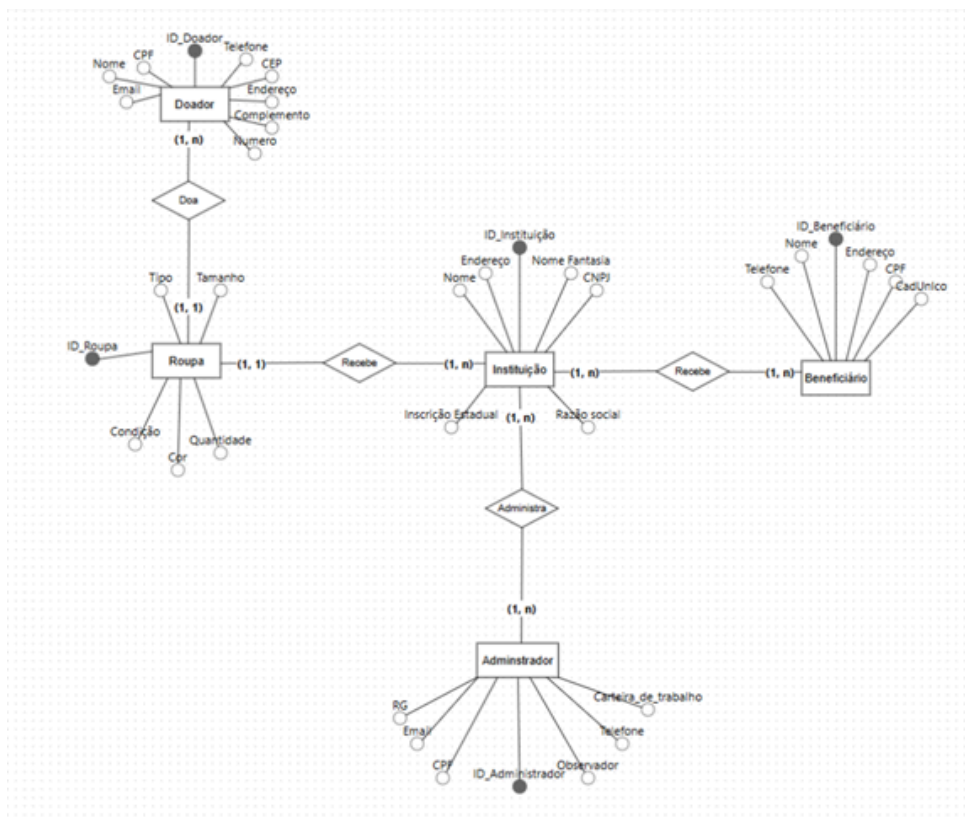 ID_Doador
Telefone
CPF
Nome
CEP
Email
Endereço
Doador
Complemento
(1, n)
Numero
Doa
Tipo
Tamanho
(1, 1)
ID_Roupa
Roupa
(1, 1)
Recebe
(1, n)
Condição
Cor
Quantidade
ID_Instituição
Endereço
Nome Fantasia
Nome
CNPJ
Instituição
(1, n)
Recebe
(1, n)
Inscrição Estadual
(1, n)
Razão social
ID_Beneficiário
Nome
Endereço
Telefone
CPF
CadUnico
Beneficiário
Administra
(1, n)
Adminstrador
Carteira_de_trabalho
RG
Email
Telefone
CPF
ID_Administrador
Observador